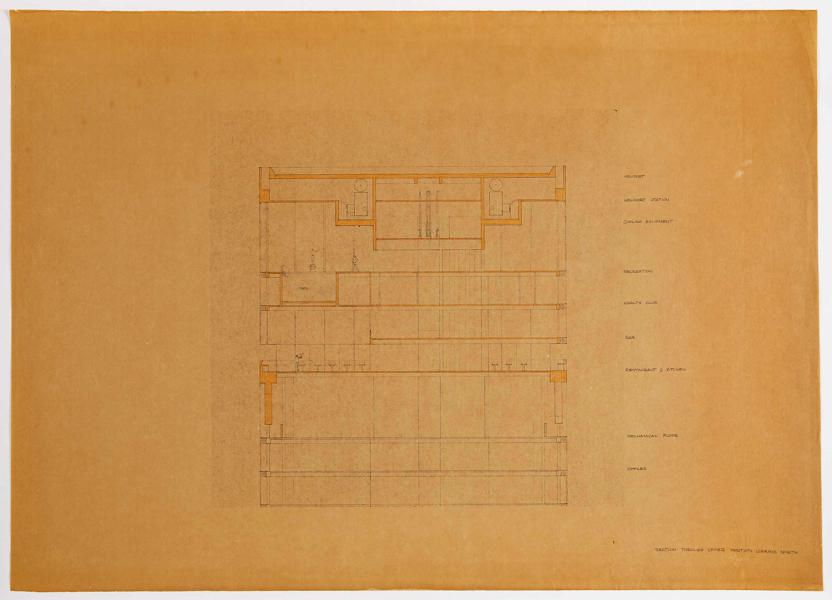 HELIPORT
HELIPORT STATION
COOLING EQUIPMENT
RECREATION
HEALTH CLUB
BAR
RESTAURANT & KITCHEN
MECHANICAL FLOOR
OFFICES
SECTION THROUGH UPPER PORTION LOOKING NORTH